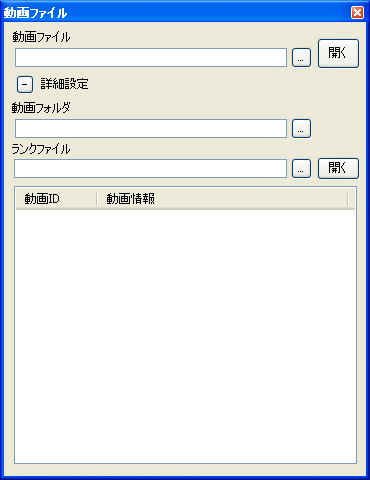 動画ファイル
動画ファイル
... 開く
- 詳細設定
動画フォルダ
...
ランクファイル
... 開く
動画ID 動画情報